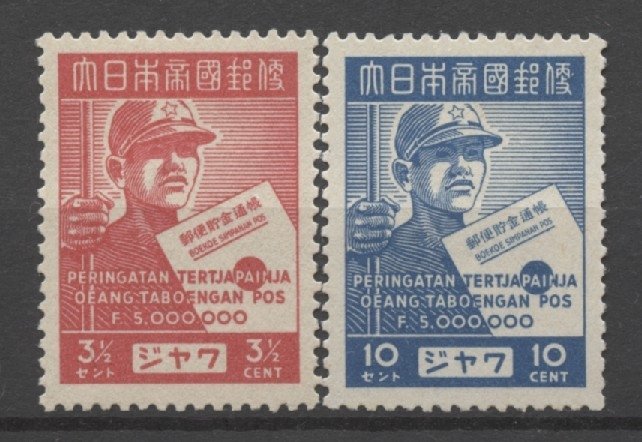 大日本帝國郵便
郵便貯金通帳
BOEKOE SIMPANAN POS
PERINGATAN TERTJAPAINJA
OEANG TABOENGAN POS
F. 5.000.000
3½ ジヤワ 3½
セント CENT
大日本帝國郵便
郵便貯金通帳
BOEKOE SIMPANAN POS
PERINGATAN TERTJAPAINJA
OEANG TABOENGAN POS
F. 5.000.000
10 ジヤワ 10
セント CENT